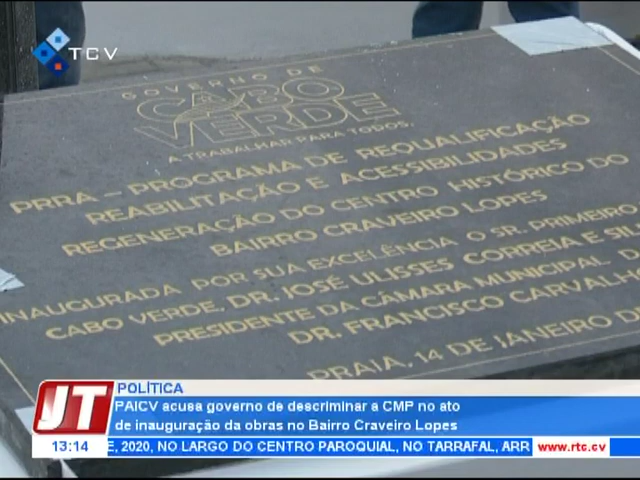 TCV
GOVERNO DE
CABO
VERDE
A TRABALHAR PARA TODOS.
PRRA – PROGRAMA DE REQUALIFICAÇÃO
REABILITAÇÃO E ACESSIBILIDADES
REGENERAÇÃO DO CENTRO HISTÓRICO DO
BAIRRO CRAVEIRO LOPES
INAUGURADA POR SUA EXCELÊNCIA O SR. PRIMEIRO
CABO VERDE, DR. JOSÉ ULISSES CORREIA E
PRESIDENTE DA CÂMARA MUNICIPAL
DR. FRANCISCO CARVALHO
PRAIA, 14 DE JANEIRO DE
JT
POLÍTICA
PAICV acusa governo de descriminar a CMP no ato
de inauguração da obras no Bairro Craveiro Lopes
13:14
E, 2020, NO LARGO DO CENTRO PAROQUIAL, NO TARRAFAL, ARR
www.rtc.cv